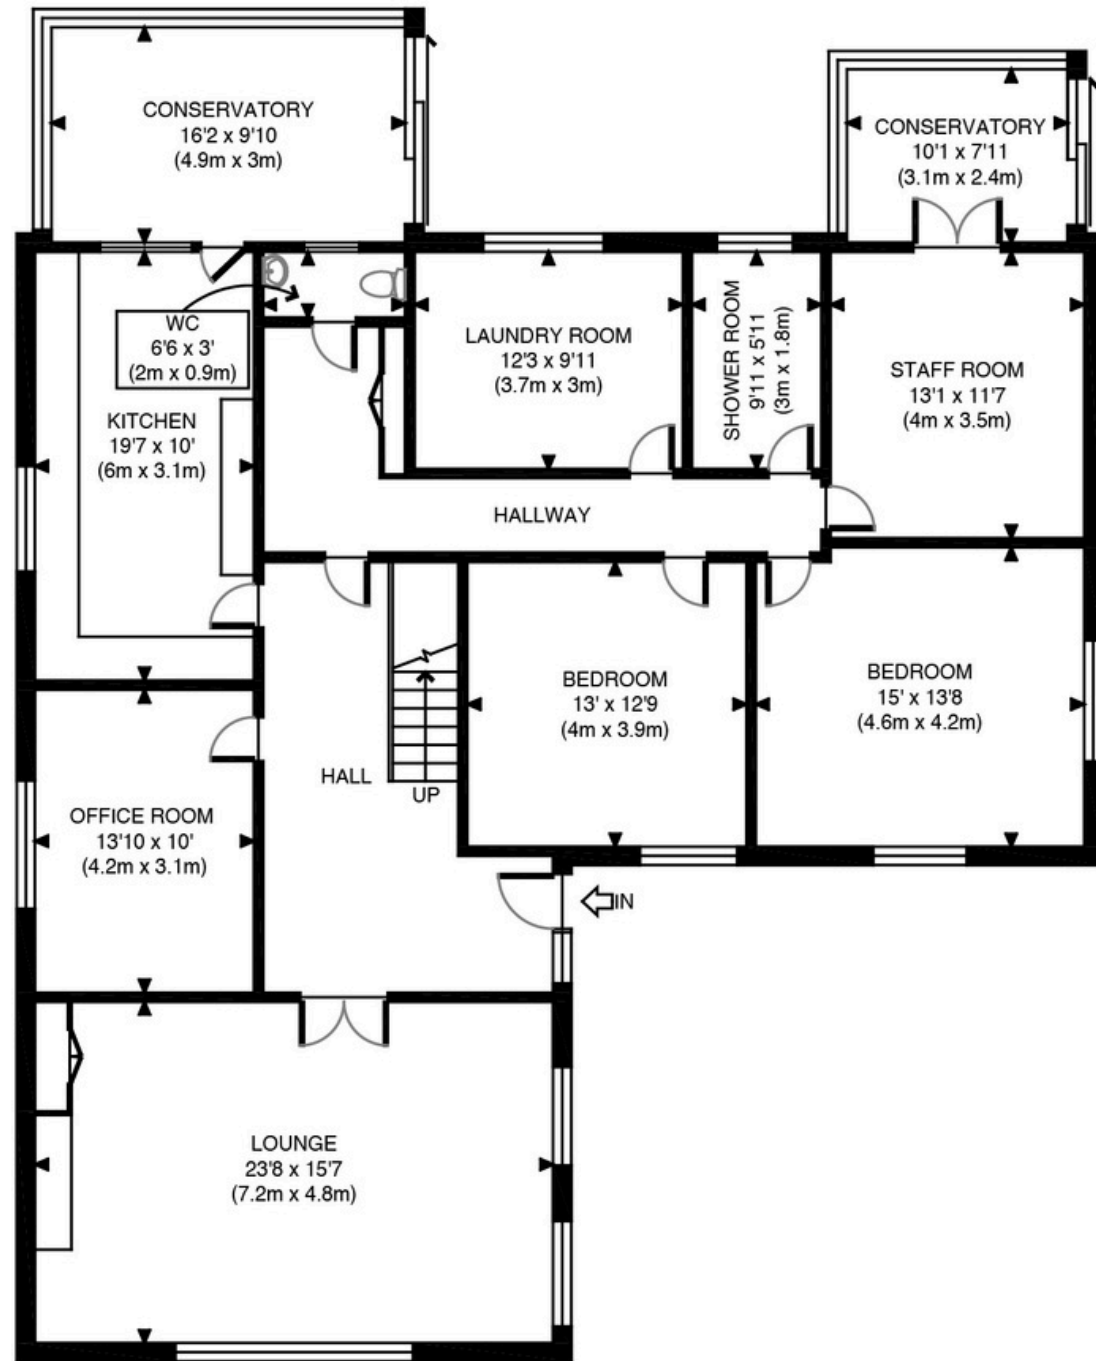 CONSERVATORY
16'2 x 9'10
(4.9m x 3m)
CONSERVATORY
10'1 x 7'11
(3.1m x 2.4m)
WC
6'6 x 3'
(2m x 0.9m)
KITCHEN
19'7 x 10'
(6m x 3.1m)
LAUNDRY ROOM
12'3 x 9'11
(3.7m x 3m)
SHOWER ROOM
9'11 x 5'11
(3m x 1.8m)
STAFF ROOM
13'1 x 11'7
(4m x 3.5m)
HALLWAY
BEDROOM
13' x 12'9
(4m x 3.9m)
BEDROOM
15' x 13'8
(4.6m x 4.2m)
HALL
UP
OFFICE ROOM
13'10 x 10'
(4.2m x 3.1m)
IN
LOUNGE
23'8 x 15'7
(7.2m x 4.8m)